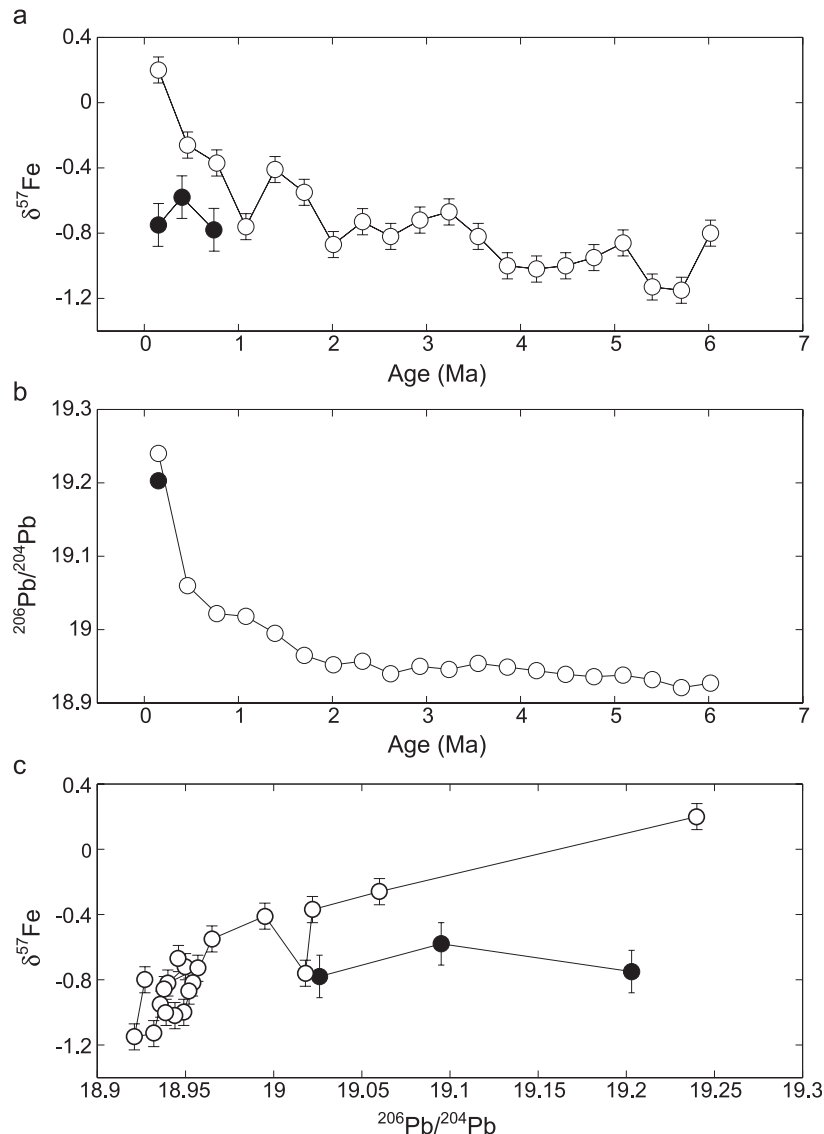 a
0.4
0
-0.4
-0.8
-1.2
δ57Fe
0 1 2 3 4 5 6 7
Age (Ma)
b
19.3
19.2
19.1
19
18.9
206Pb/204Pb
0 1 2 3 4 5 6 7
Age (Ma)
c
0.4
0
-0.4
-0.8
-1.2
δ57Fe
18.9 18.95 19 19.05 19.1 19.15 19.2 19.25 19.3
206Pb/204Pb